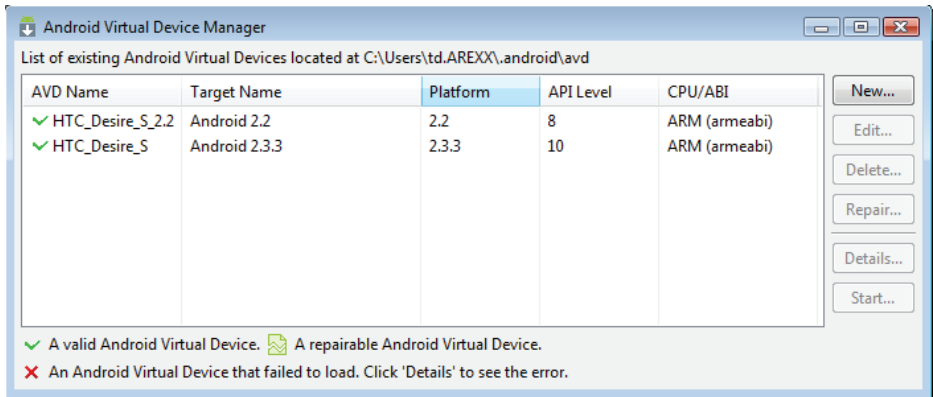 Android Virtual Device Manager
List of existing Android Virtual Devices located at C:\Users\td.AREXX\.android\avd
AVD Name Target Name Platform API Level CPU/ABI New...
HTC_Desire_S_2.2 Android 2.2 2.2 8 ARM (armeabi) Edit...
HTC_Desire_S Android 2.3.3 2.3.3 10 ARM (armeabi)
Delete...
Repair...
Details...
Start...
A valid Android Virtual Device. A repairable Android Virtual Device.
An Android Virtual Device that failed to load. Click 'Details' to see the error.